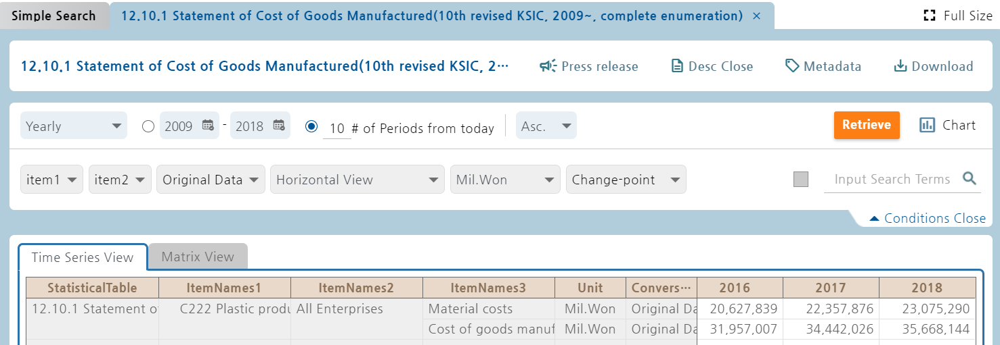 Simple Search 12.10.1 Statement of Cost of Goods Manufactured(10th revised KSIC, 2009~, complete enumeration) × Full Size
12.10.1 Statement of Cost of Goods Manufactured(10th revised KSIC, 2⋯ Press release Desc Close Metadata Download
Yearly 2009 - 2018 10 # of Periods from today Asc. Retrieve Chart
item1 item2 Original Data Horizontal View Mil.Won Change-point Input Search Terms
Conditions Close
Time Series View Matrix View
StatisticalTable ItemNames1 ItemNames2 ItemNames3 Unit Convers⋯ 2016 2017 2018
12.10.1 Statement o C222 Plastic produ All Enterprises Material costs Mil.Won Original Da 20,627,839 22,357,876 23,075,290
Cost of goods manuf Mil.Won Original Da 31,957,007 34,442,026 35,668,144